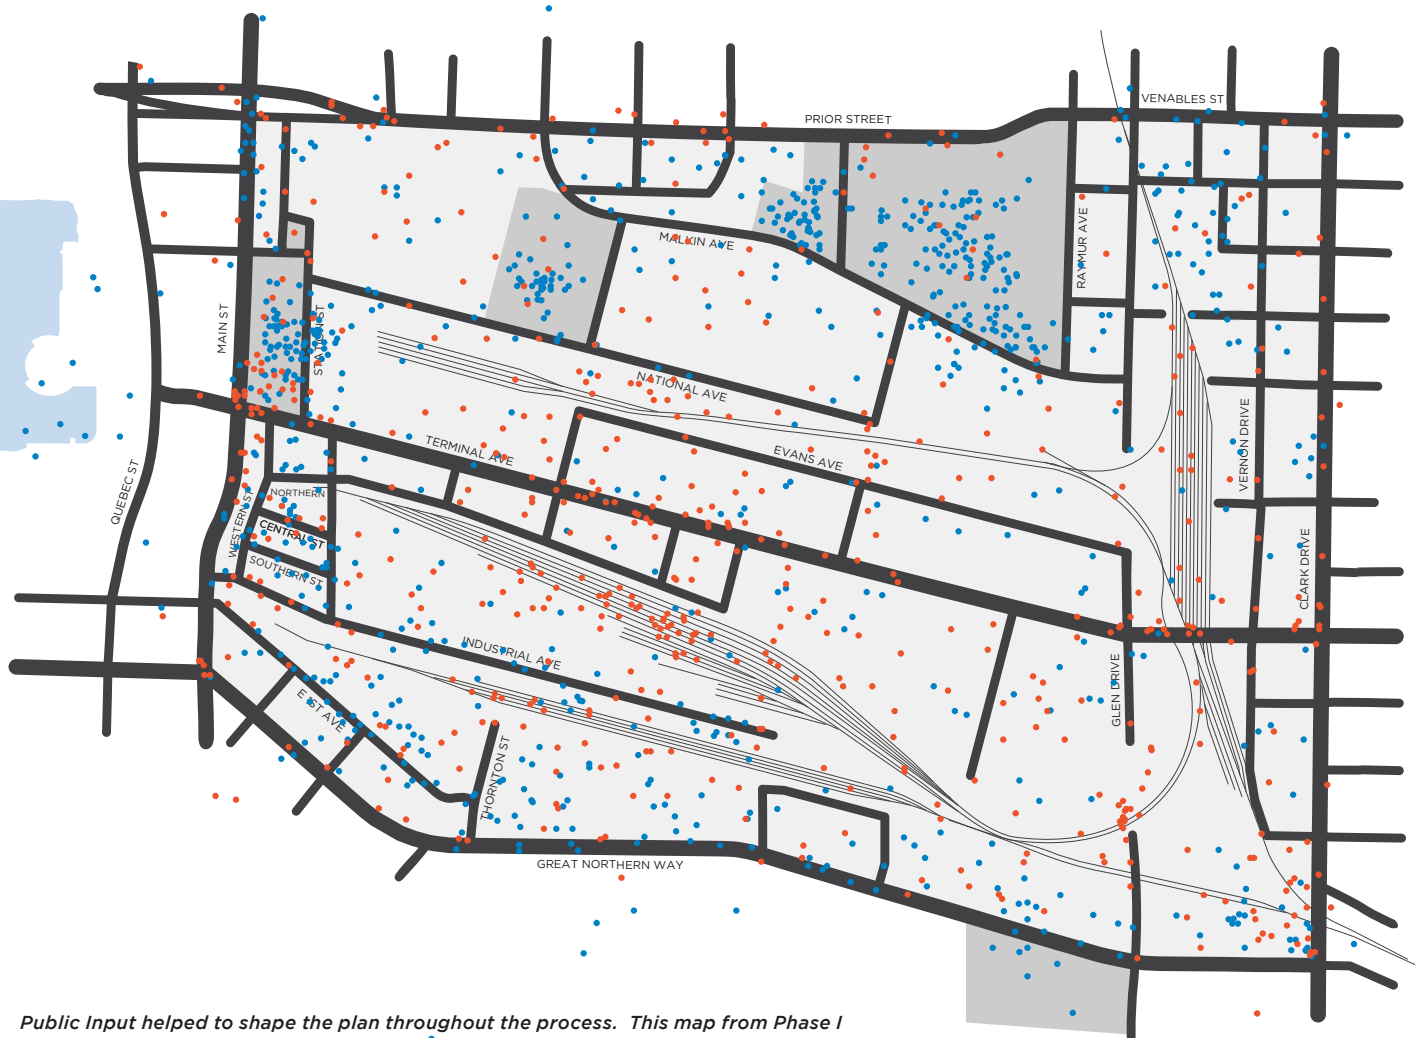 VENABLES ST
PRIOR STREET
MALKIN AVE
RAYMUR AVE
MAIN ST
STATION ST
NATIONAL AVE
TERMINAL AVE
EVANS AVE
VERNON DRIVE
QUEBEC ST
WESTERN ST
NORTHERN
CENTRAL ST
SOUTHERN ST
CLARK DRIVE
INDUSTRIAL AVE
GLEN DRIVE
E 1ST AVE
THORNTON ST
GREAT NORTHERN WAY
Public Input helped to shape the plan throughout the process. This map from Phase I